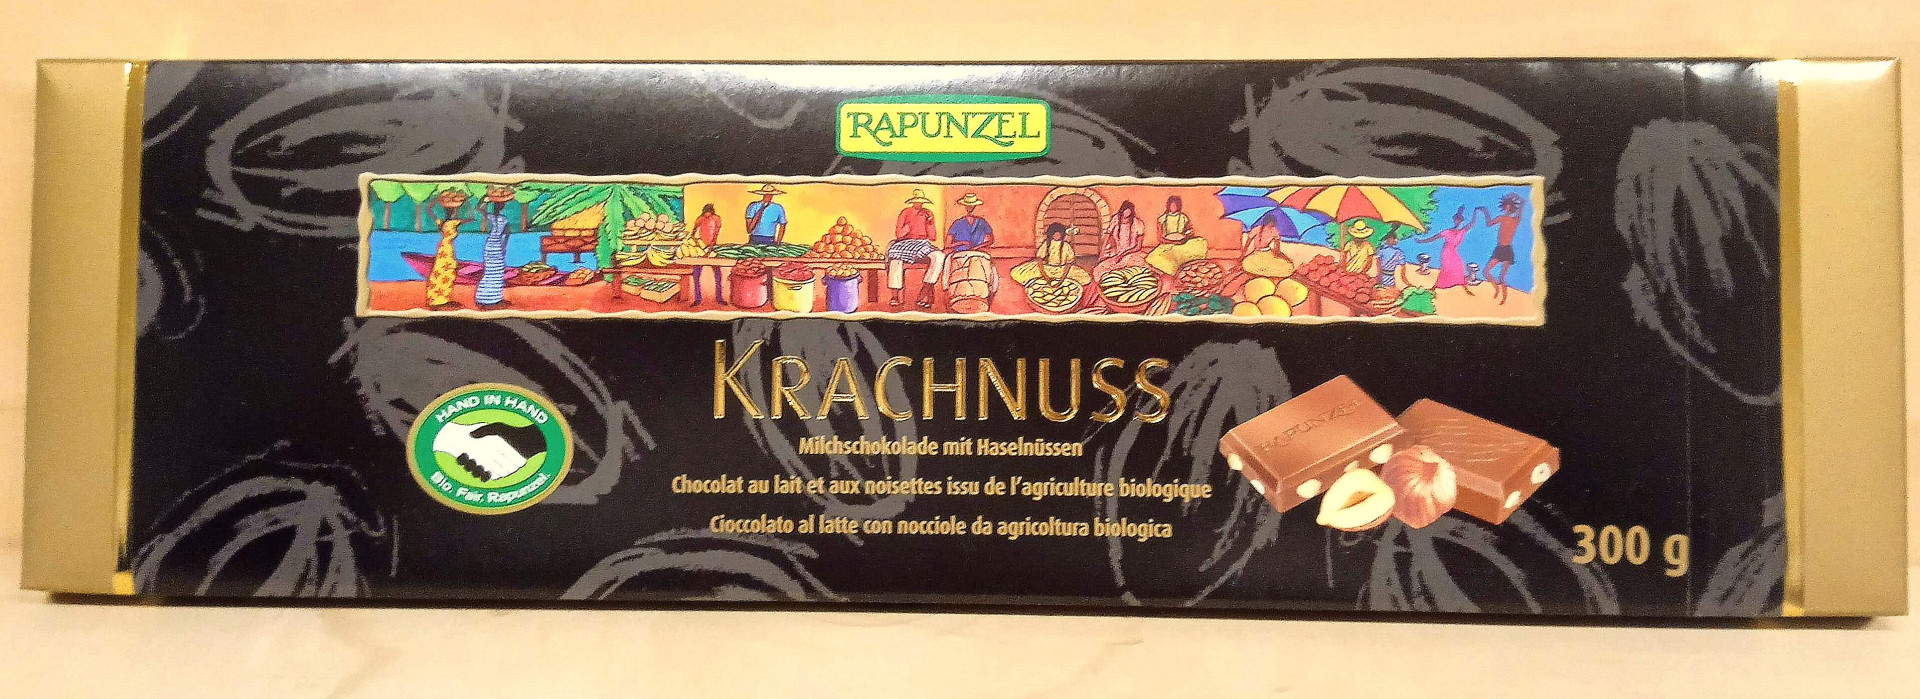 RAPUNZEL
KRACHNUSS
Milchschokolade mit Haselnüssen
Chocolat au lait et aux noisettes issu de l'agriculture biologique
Cioccolato al latte con nocciole da agricoltura biologica
HAND IN HAND
Bio. Fair. Rapunzel.
RAPUNZEL
300 g